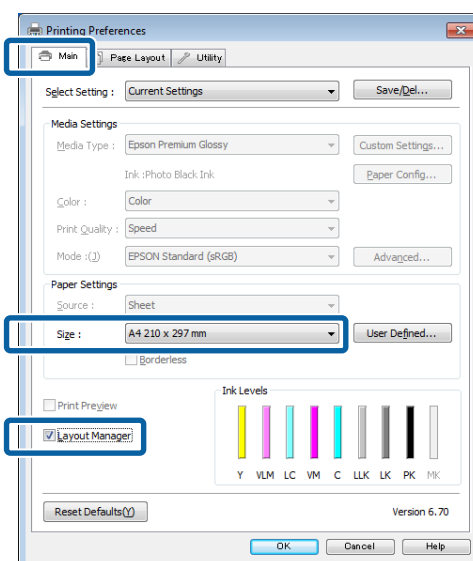 Printing Preferences
Main Page Layout Utility
Select Setting : Current Settings Save/Del...
Media Settings
Media Type : Epson Premium Glossy Custom Settings...
Ink :Photo Black Ink Paper Config...
Color : Color
Print Quality : Speed
Mode :(J) EPSON Standard (sRGB) Advanced...
Paper Settings
Source : Sheet
Size : A4 210 x 297 mm User Defined...
Borderless
Ink Levels
Print Preview
Layout Manager
Y VLM LC VM C LLK LK PK MK
Reset Defaults(Y) Version 6.70
OK Cancel Help